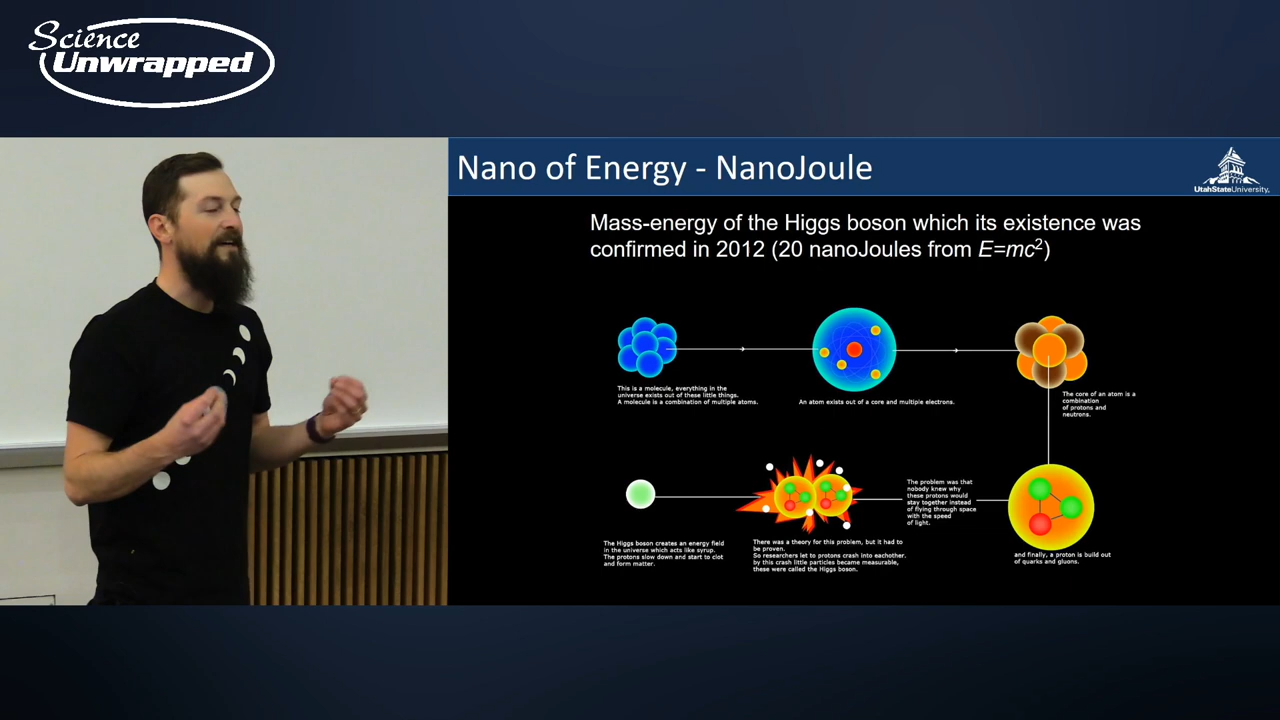 Science
Unwrapped
Nano of Energy - NanoJoule
UtahStateUniversity
Mass-energy of the Higgs boson which its existence was
confirmed in 2012 (20 nanoJoules from E=mc²)
This is a molecule, everything in the
universe exists out of these little things.
A molecule is a combination of multiple atoms.
An atom exists out of a core and multiple electrons.
The core of an atom is a
combination
of protons and
neutrons.
The problem was that
nobody knew why
these protons would
stay together instead
of flying through space
with the speed
of light.
The Higgs boson creates an energy field
in the universe which acts like syrup.
The protons slow down and start to clot
and form matter.
There was a theory for this problem, but it had to
be proven.
So researchers let to protons crash into eachother.
by this crash little particles became measurable,
these were called the Higgs boson.
and finally, a proton is build out
of quarks and gluons.